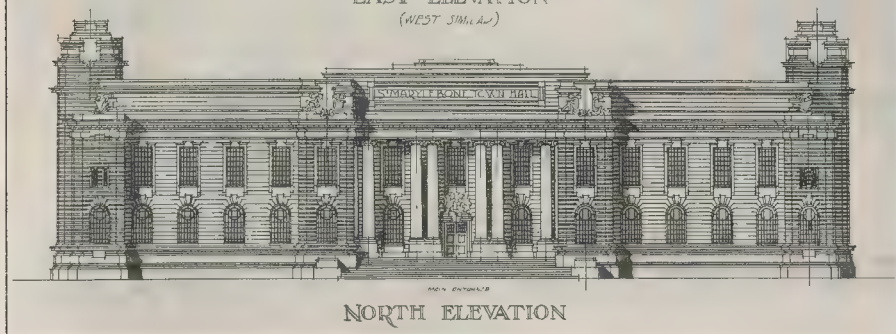 EAST ELEVATION
(WEST SIMILAR)
ST MARYLEBONE TOWN HALL
MAIN ENTRANCE
NORTH ELEVATION